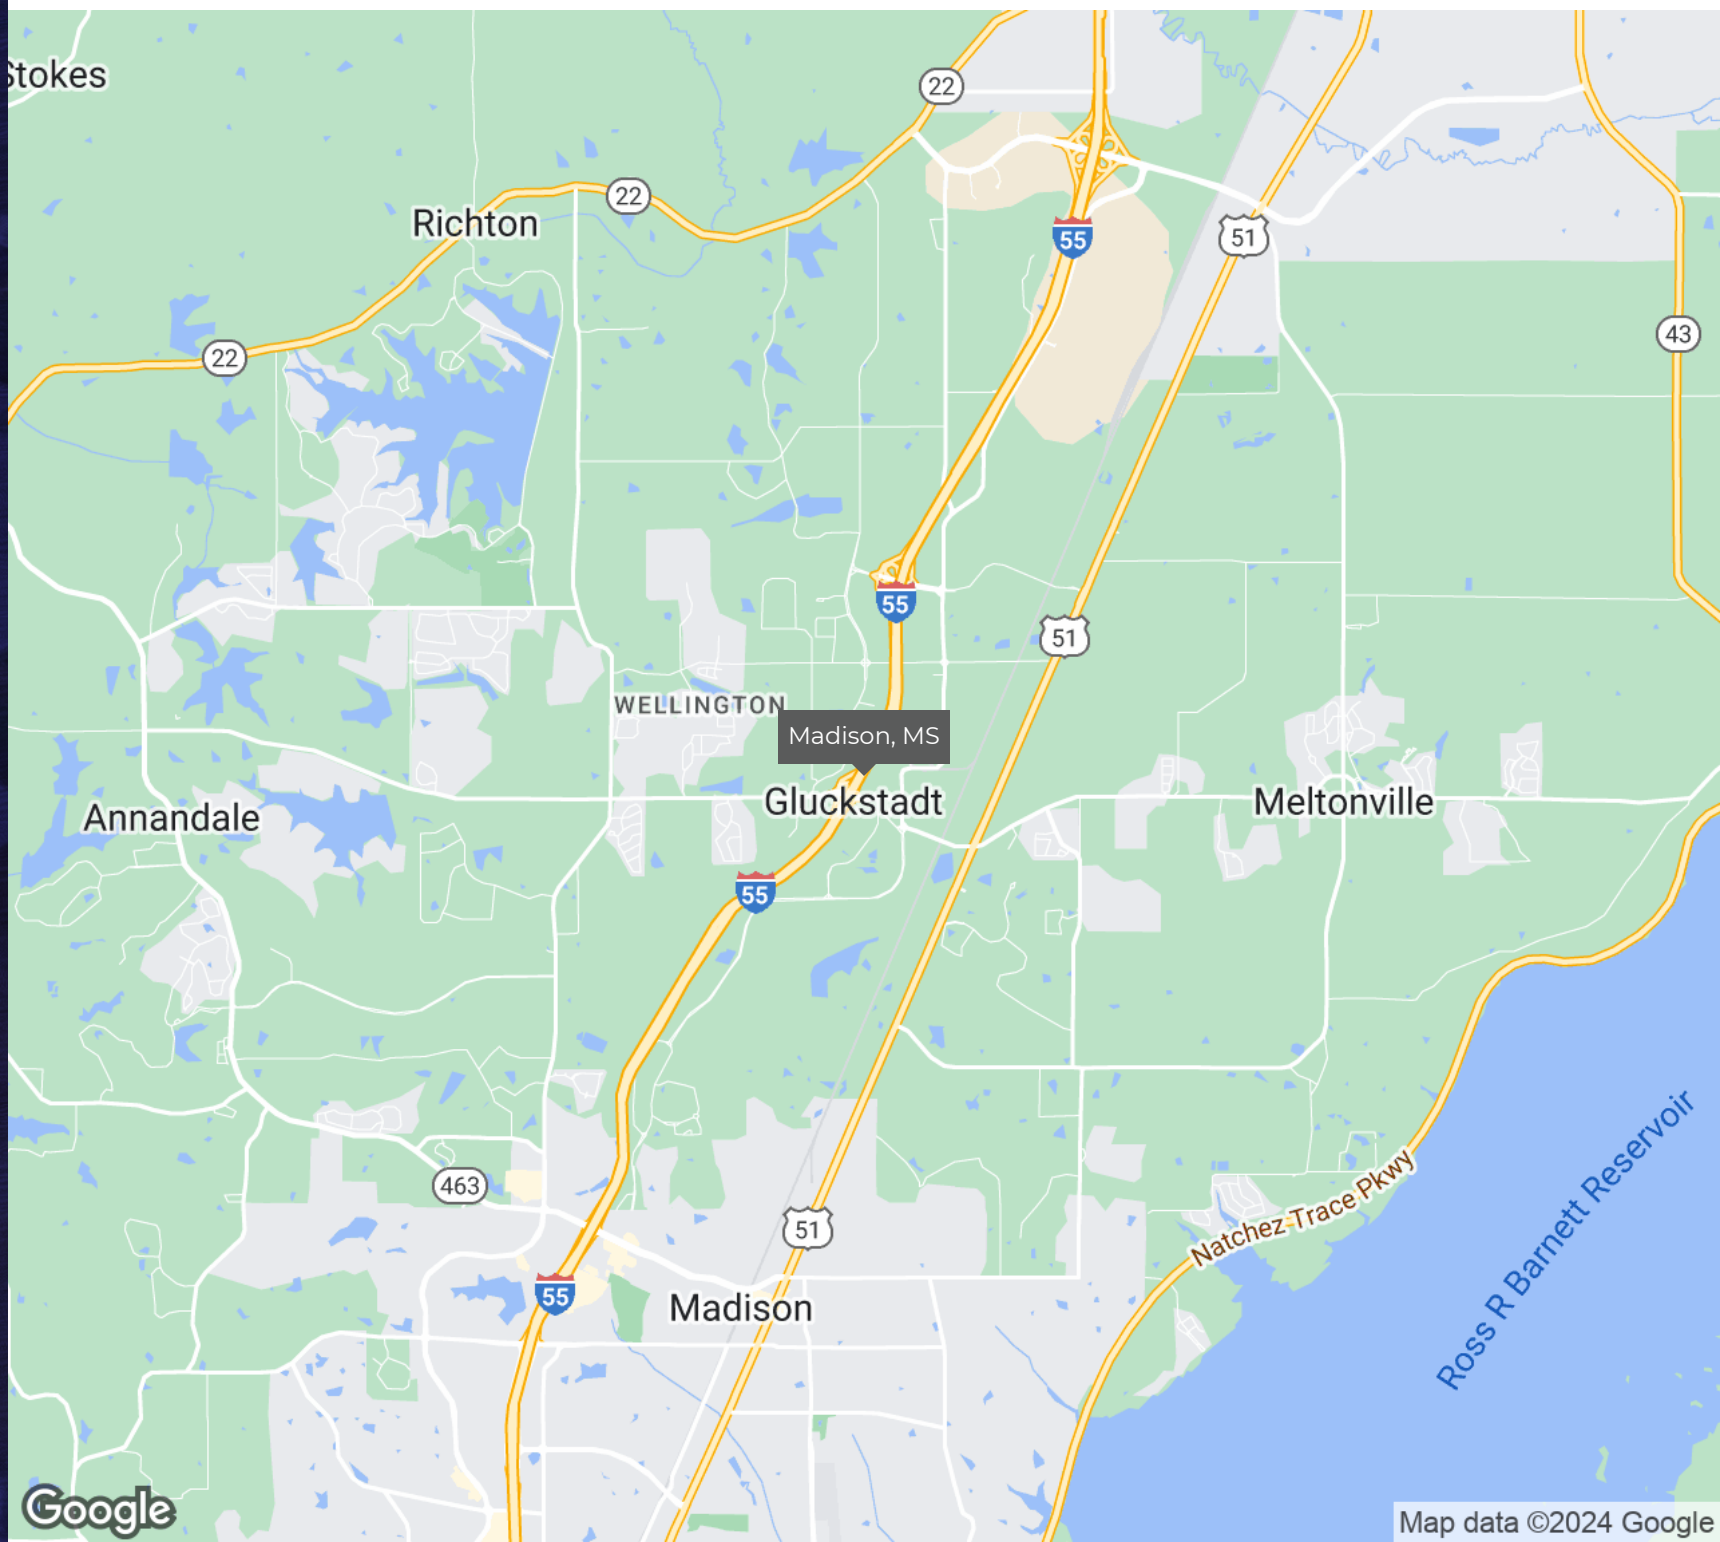 Stokes
22
22
Richton
55
51
43
22
55
51
WELLINGTON
Madison, MS
Gluckstadt
Meltonville
Annandale
55
Ross R Barnett Reservoir
Natchez Trace Pkwy
463
51
55
Madison
Google
Map data ©2024 Google